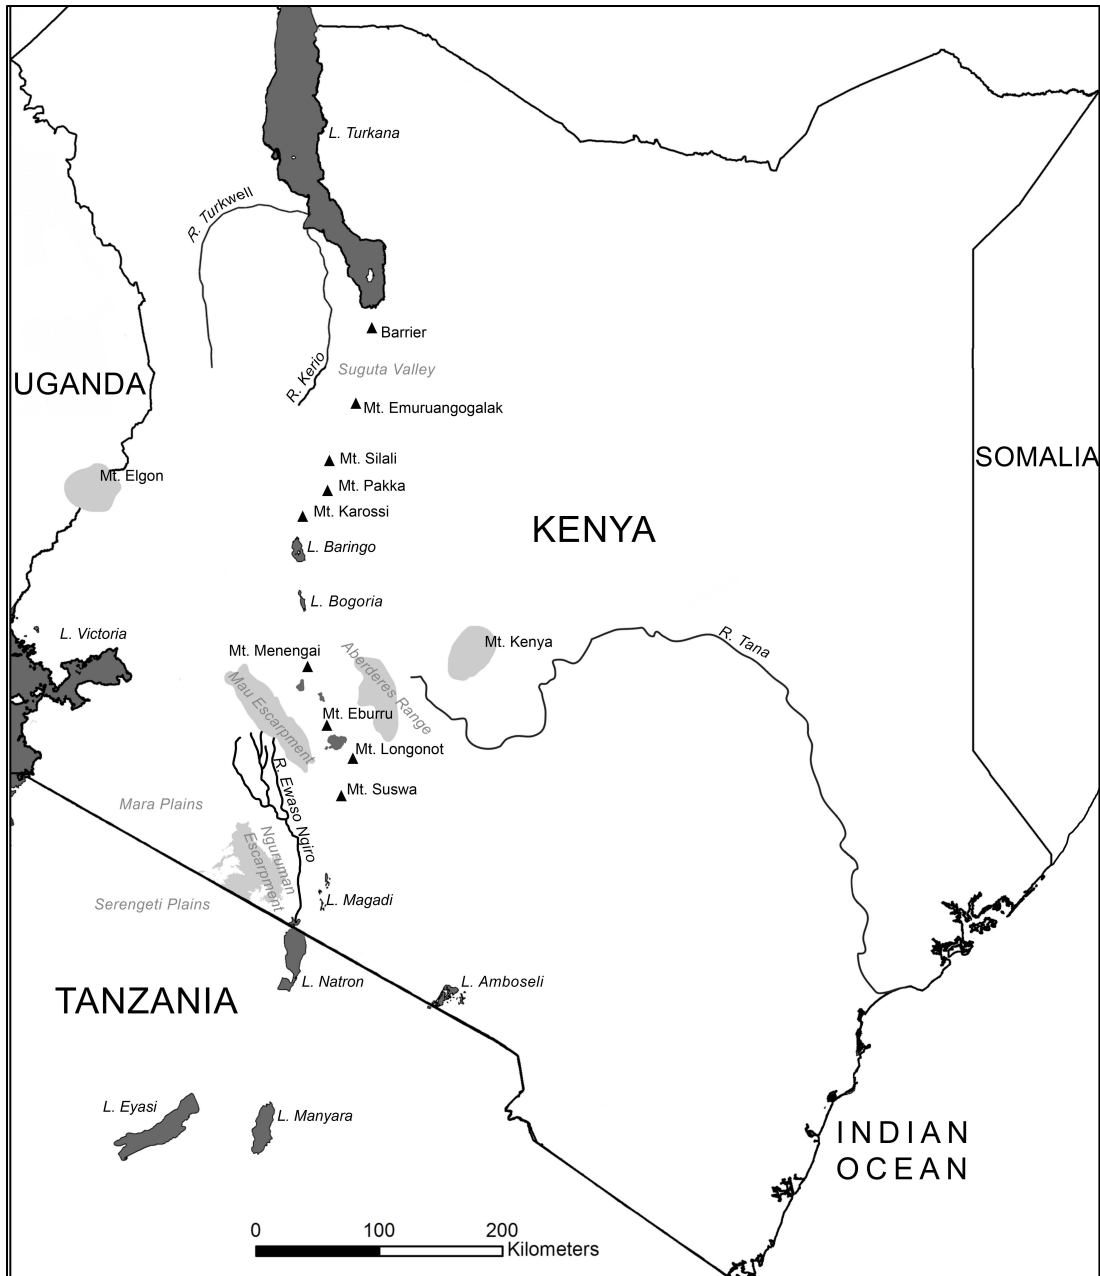 L. Turkana
R. Turkwell
Barrier
R. Kerio
Suguta Valley
UGANDA
Mt. Emuruangogalak
SOMALIA
Mt. Silali
Mt. Elgon
Mt. Pakka
Mt. Karossi
KENYA
L. Baringo
L. Bogoria
L. Victoria
Mt. Kenya
R. Tana
Mt. Menengai
Aberderes Range
Mau Escarpment
Mt. Eburru
Mt. Longonot
R. Ewaso Ngiro
Mt. Suswa
Mara Plains
Nguruman
Escarpment
L. Magadi
Serengeti Plains
L. Natron
L. Amboseli
TANZANIA
L. Eyasi
L. Manyara
INDIAN
OCEAN
0 100 200
Kilometers